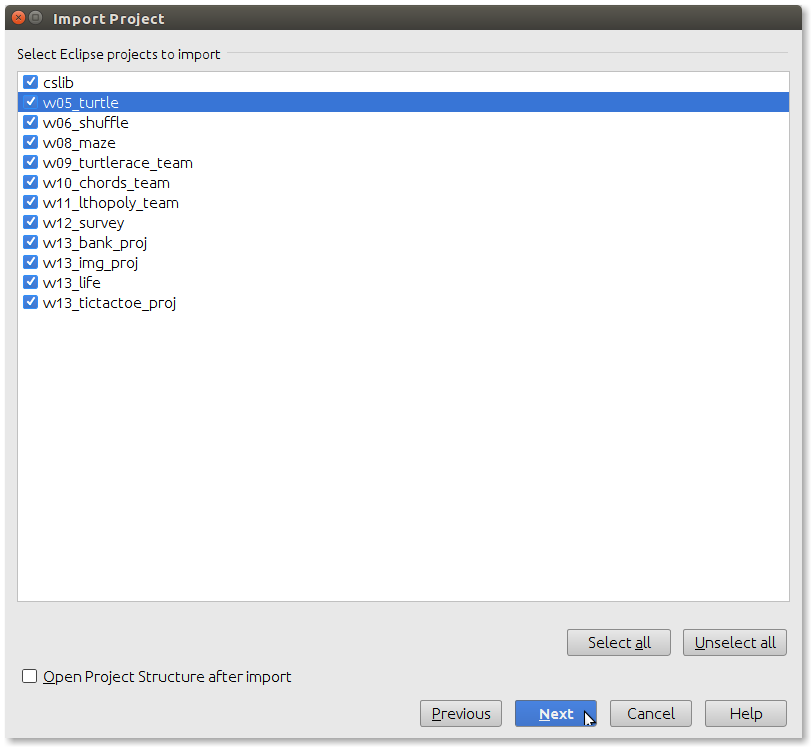 Import Project
Select Eclipse projects to import
cslib
w05_turtle
w06_shuffle
w08_maze
w09_turtlerace_team
w10_chords_team
w11_lthopoly_team
w12_survey
w13_bank_proj
w13_img_proj
w13_life
w13_tictactoe_proj
Select all Unselect all
Open Project Structure after import
Previous Next Cancel Help